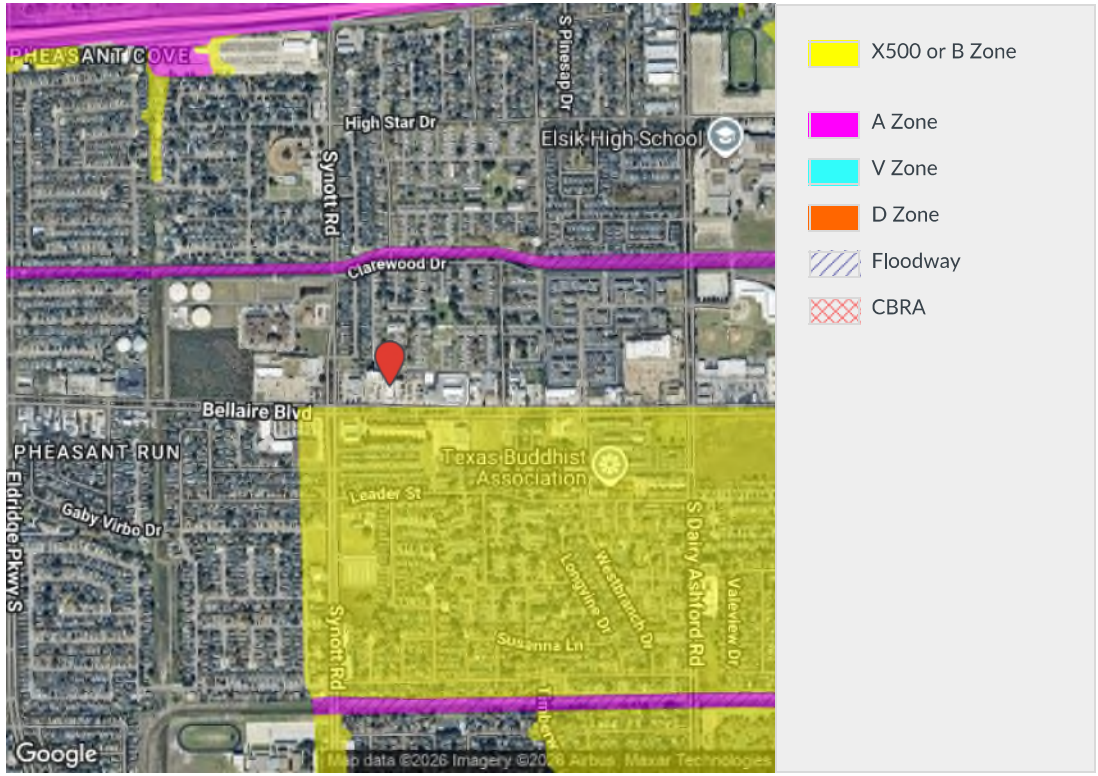 PHEASANT COVE
S Pinesap Dr
High Star Dr
Elsik High School
Synott Rd
Clarewood Dr
Bellaire Blvd
PHEASANT RUN
Texas Buddhist
Association
Leader St
Gaby Virbo Dr
Eldridge Pkwy S
S Dairy Ashford Rd
Longvine Dr
Westbranch Dr
Valeview Dr
Synott Rd
Susanna Ln
Google
Map data ©2026 Imagery ©2026 Airbus, Maxar Technologies
X500 or B Zone
A Zone
V Zone
D Zone
Floodway
CBRA